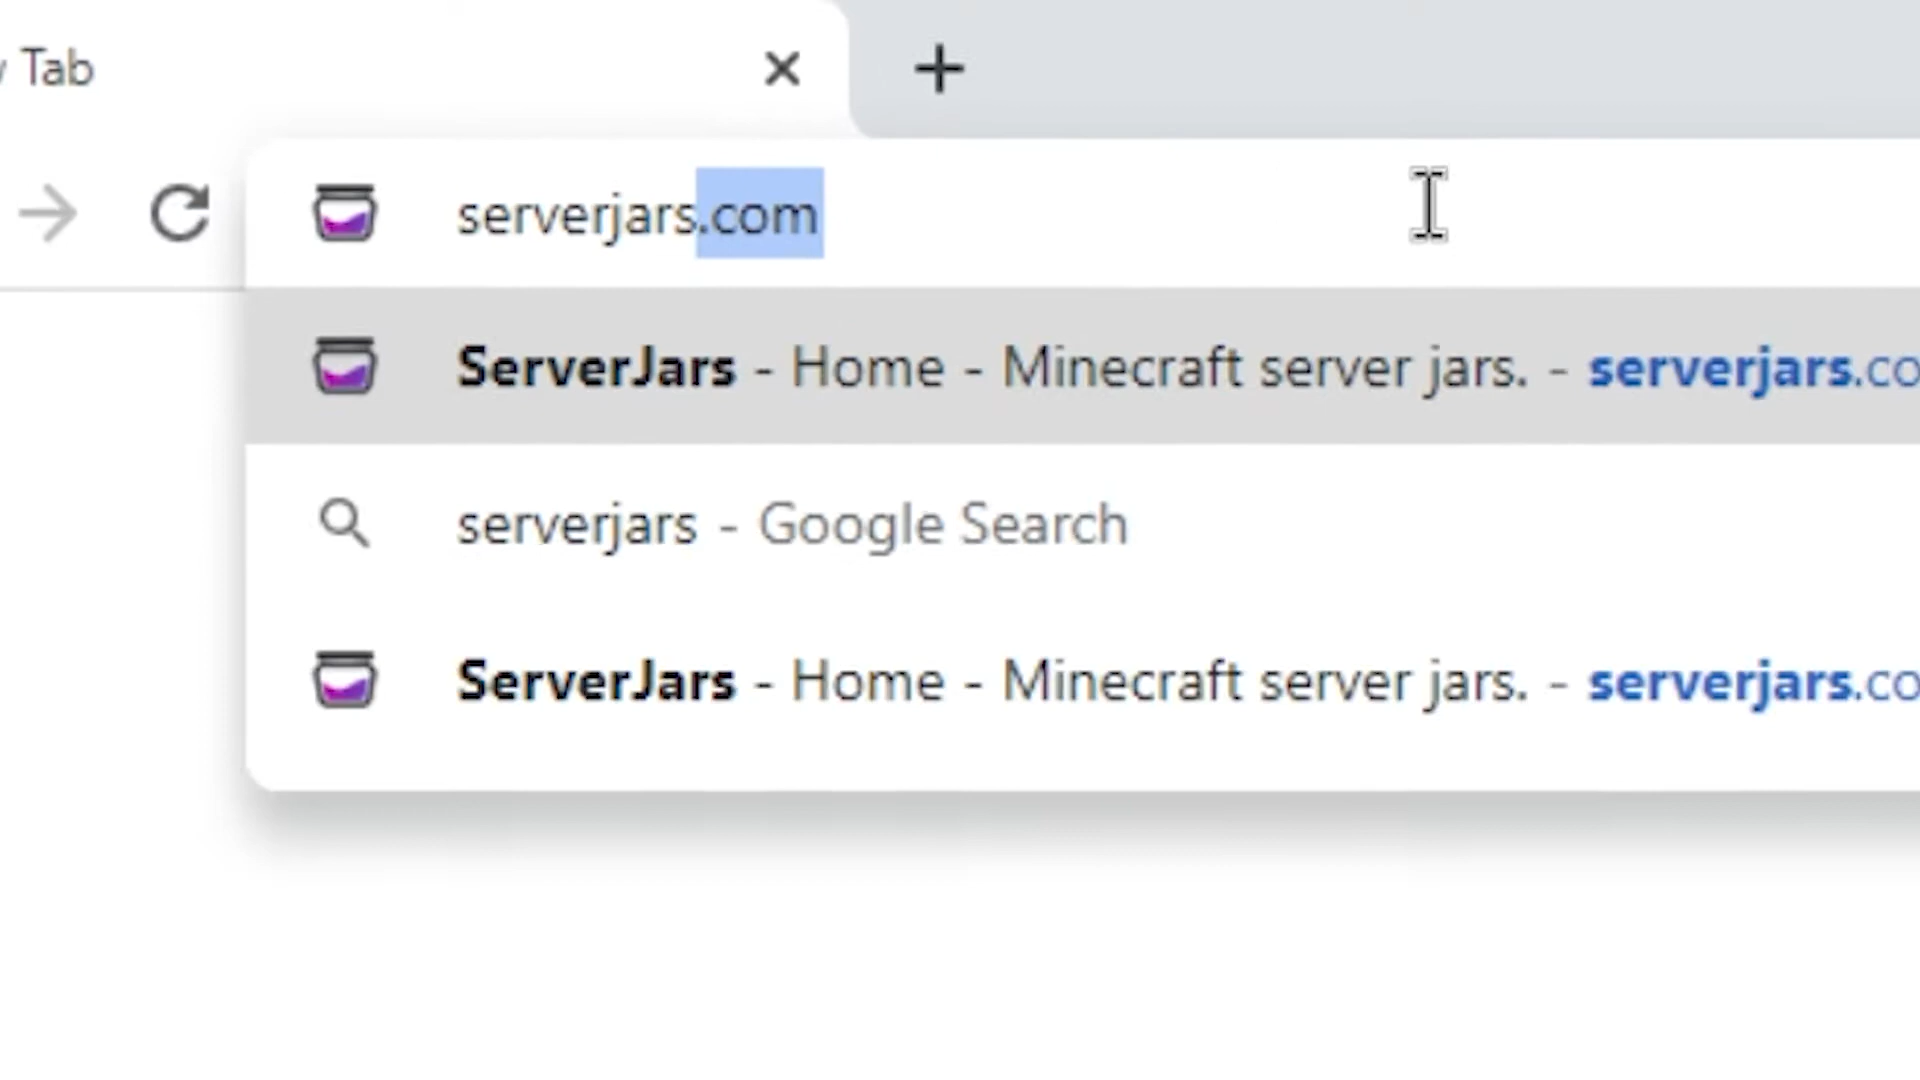 Tab
serverjars.com
ServerJars - Home - Minecraft server jars. - serverjars.co
serverjars - Google Search
ServerJars - Home - Minecraft server jars. - serverjars.co